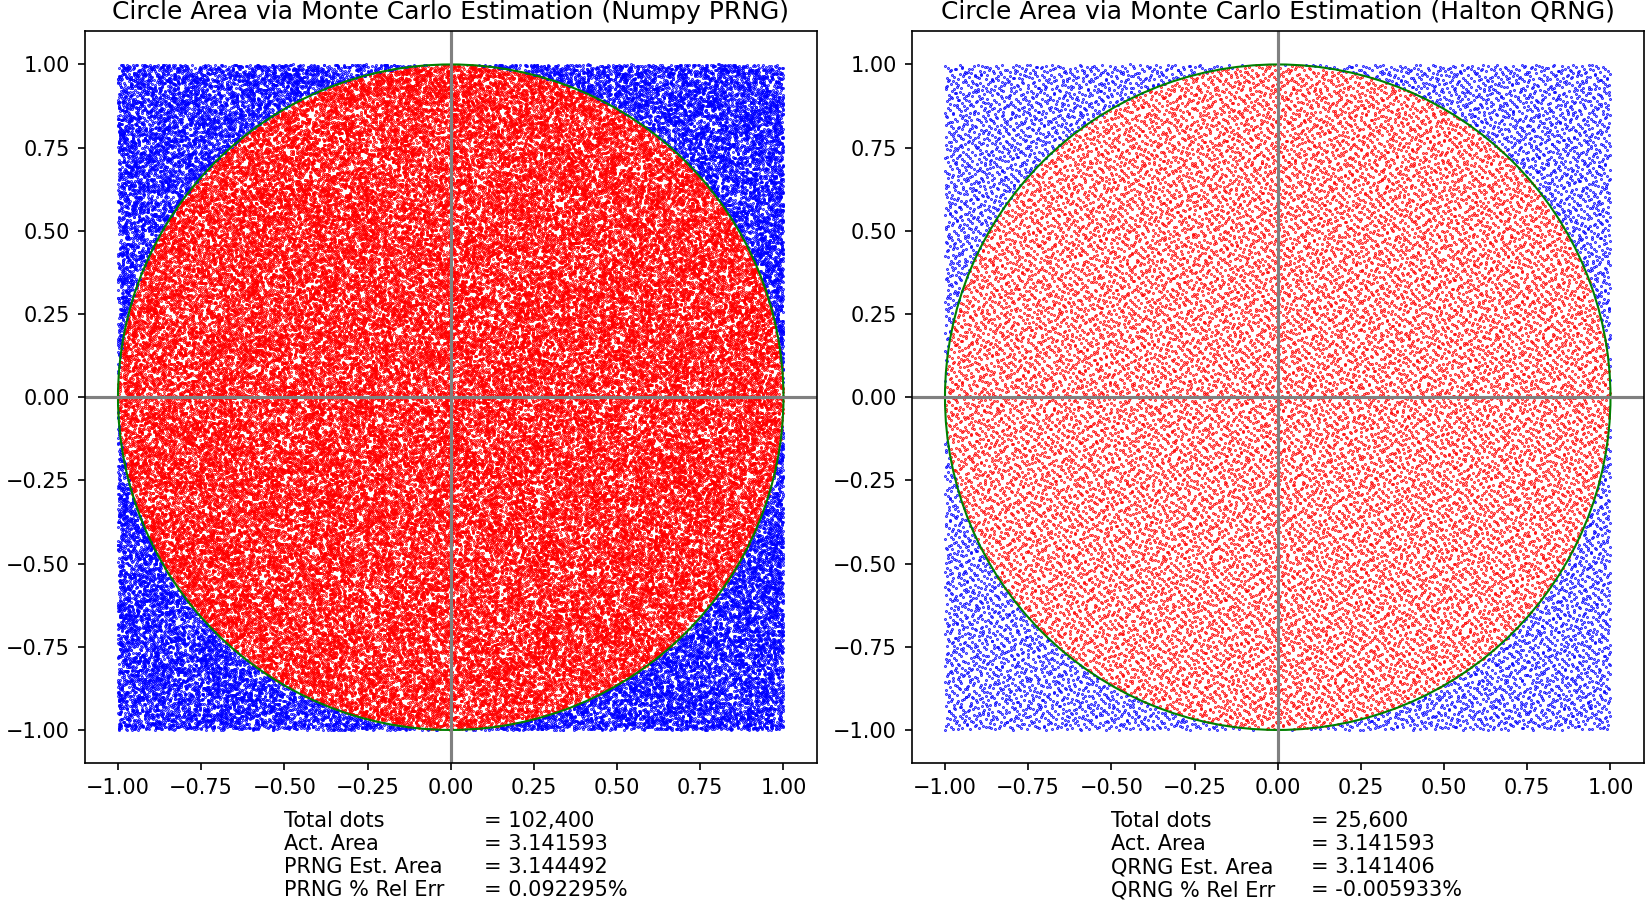 Circle Area via Monte Carlo Estimation (Numpy PRNG)
1.00
0.75
0.50
0.25
0.00
−0.25
−0.50
−0.75
−1.00
−1.00 −0.75 −0.50 −0.25 0.00 0.25 0.50 0.75 1.00
Total dots = 102,400
Act. Area = 3.141593
PRNG Est. Area = 3.144492
PRNG % Rel Err = 0.092295%
Circle Area via Monte Carlo Estimation (Halton QRNG)
1.00
0.75
0.50
0.25
0.00
−0.25
−0.50
−0.75
−1.00
−1.00 −0.75 −0.50 −0.25 0.00 0.25 0.50 0.75 1.00
Total dots = 25,600
Act. Area = 3.141593
QRNG Est. Area = 3.141406
QRNG % Rel Err = -0.005933%